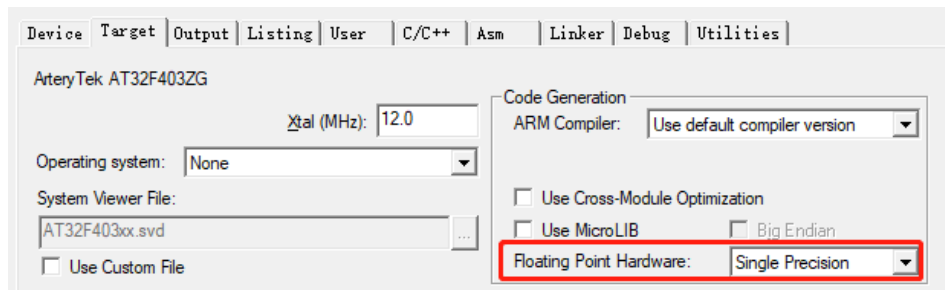 Device Target Output Listing User C/C++ Asm Linker Debug Utilities
ArteryTek AT32F403ZG
Xtal (MHz): 12.0
Operating system: None
System Viewer File:
AT32F403xx.svd ...
Use Custom File
Code Generation
ARM Compiler: Use default compiler version
Use Cross-Module Optimization
Use MicroLIB Big Endian
Floating Point Hardware: Single Precision